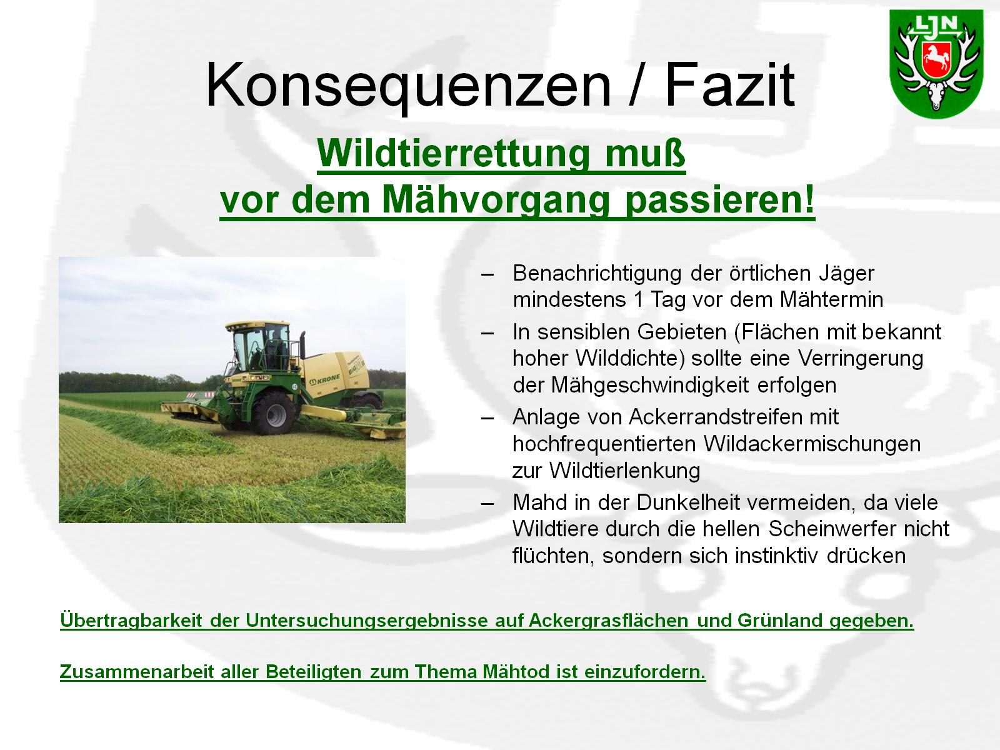 LJN
Konsequenzen / Fazit
Wildtierrettung muß
vor dem Mähvorgang passieren!
– Benachrichtigung der örtlichen Jäger
mindestens 1 Tag vor dem Mähtermin
– In sensiblen Gebieten (Flächen mit bekannt
hoher Wilddichte) sollte eine Verringerung
der Mähgeschwindigkeit erfolgen
– Anlage von Ackerrandstreifen mit
hochfrequentierten Wildackermischungen
zur Wildtierlenkung
– Mahd in der Dunkelheit vermeiden, da viele
Wildtiere durch die hellen Scheinwerfer nicht
flüchten, sondern sich instinktiv drücken
KRONE
BiG
Übertragbarkeit der Untersuchungsergebnisse auf Ackergrasflächen und Grünland gegeben.
Zusammenarbeit aller Beteiligten zum Thema Mähtod ist einzufordern.